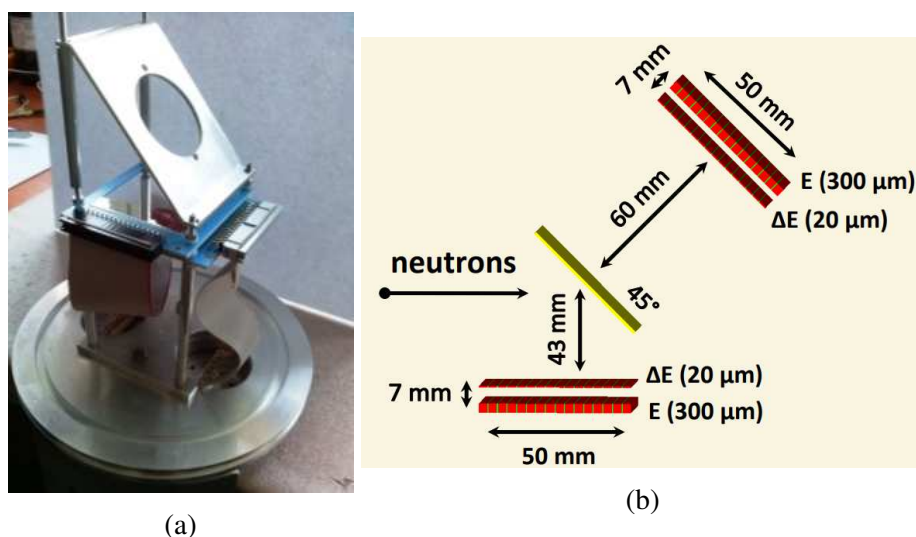 7 mm
50 mm
E (300 µm)
ΔE (20 µm)
60 mm
neutrons
45°
43 mm
ΔE (20 µm)
7 mm
E (300 µm)
50 mm
(a)
(b)